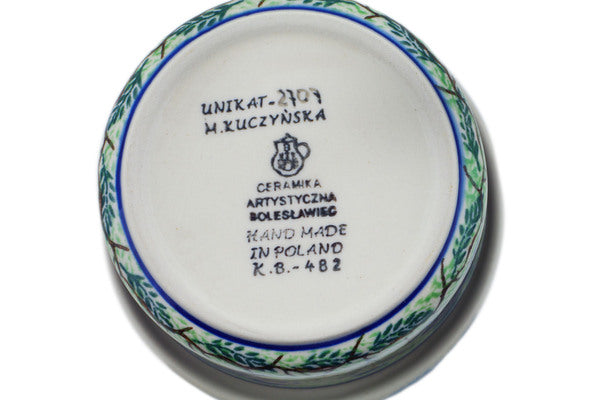 UNIKAT-2707
M.KUCZYŃSKA
CERAMIKA
ARTYSTYCZNA
BOLESŁAWIEC
HAND MADE
IN POLAND
K.B.-482